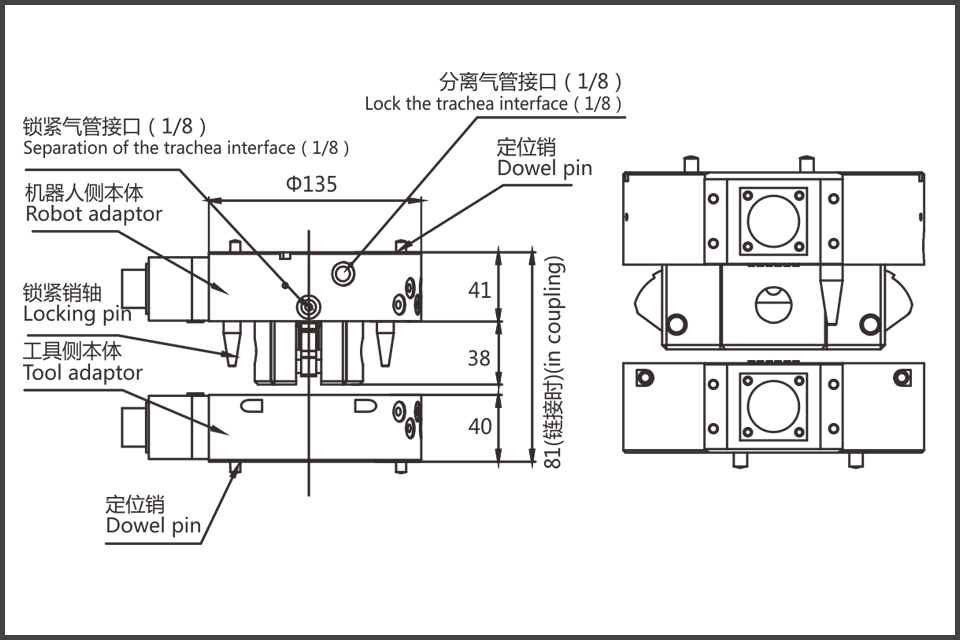 分离气管接口（1/8）
Lock the trachea interface（1/8）
锁紧气管接口（1/8）
Separation of the trachea interface（1/8）
定位销
Dowel pin
Φ135
机器人侧本体
Robot adaptor
锁紧销轴
Locking pin
工具侧本体
Tool adaptor
41
38
40
81(链接时)(in coupling)
定位销
Dowel pin